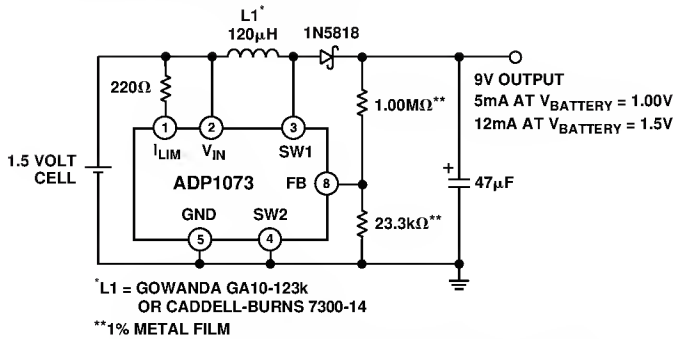 L1*
120μH
1N5818
220Ω
1.00MΩ**
9V OUTPUT
5mA AT VBATTERY = 1.00V
12mA AT VBATTERY = 1.5V
1
2
3
ILIM
VIN
SW1
1.5 VOLT
CELL
ADP1073
FB
8
+
47μF
GND
SW2
23.3kΩ**
5
4
*L1 = GOWANDA GA10-123k
OR CADDELL-BURNS 7300-14
**1% METAL FILM